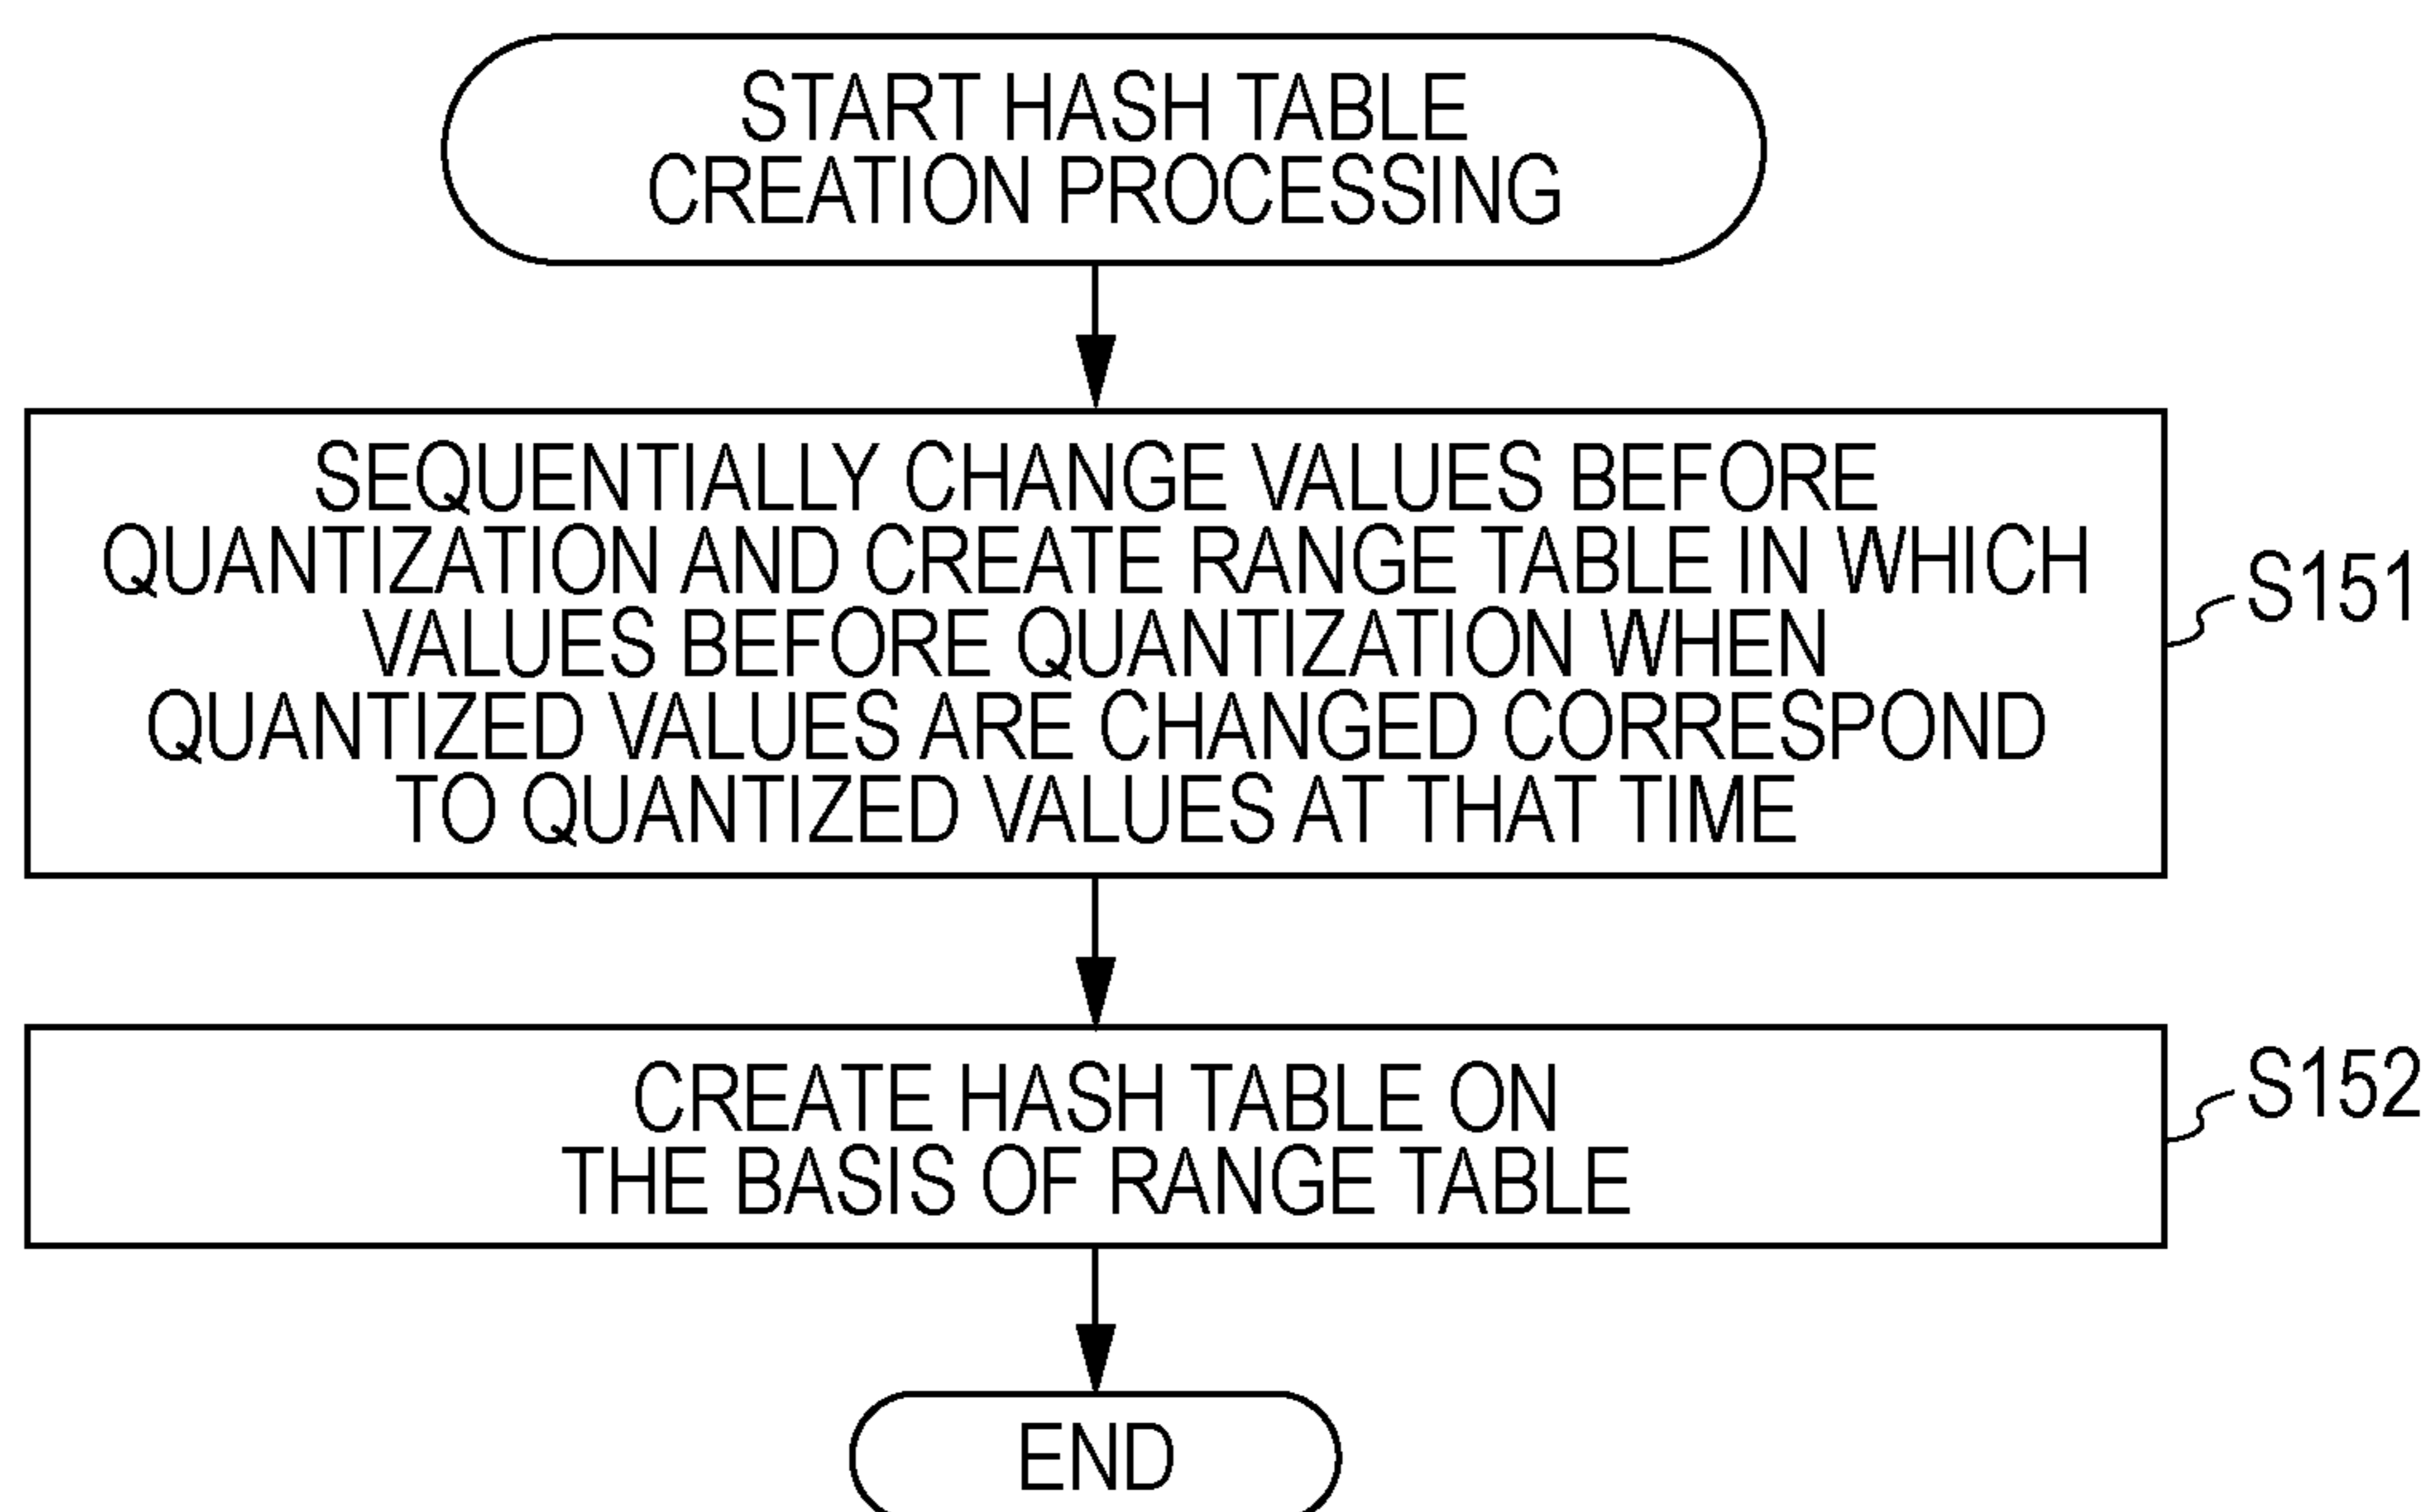 START HASH TABLE
CREATION PROCESSING
SEQUENTIALLY CHANGE VALUES BEFORE
QUANTIZATION AND CREATE RANGE TABLE IN WHICH
VALUES BEFORE QUANTIZATION WHEN
QUANTIZED VALUES ARE CHANGED CORRESPOND
TO QUANTIZED VALUES AT THAT TIME
S151
CREATE HASH TABLE ON
THE BASIS OF RANGE TABLE
S152
END